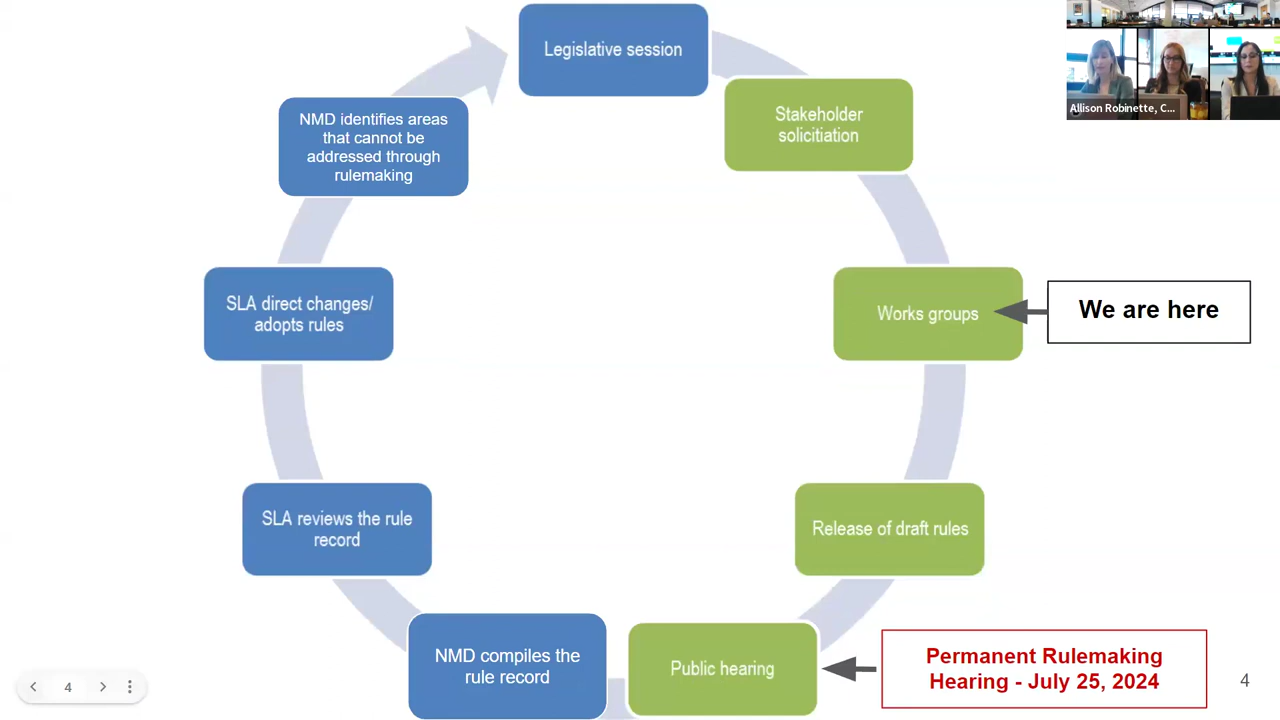 Legislative session
Stakeholder
solicitiation
Works groups
We are here
Release of draft rules
Public hearing
Permanent Rulemaking
Hearing - July 25, 2024
NMD compiles the
rule record
SLA reviews the rule
record
SLA direct changes/
adopts rules
NMD identifies areas
that cannot be
addressed through
rulemaking
Allison Robinette, C...
4
4